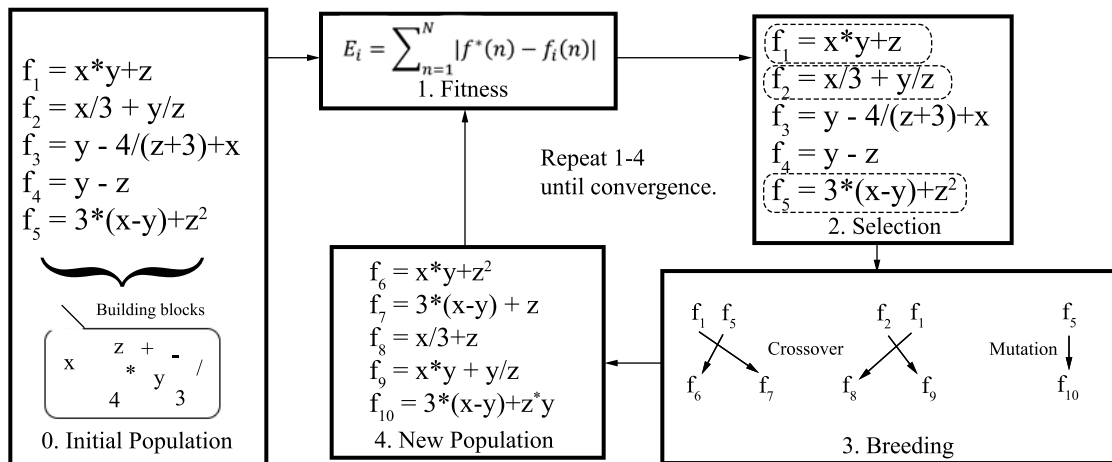 f₁ = x*y+z
f₂ = x/3 + y/z
f₃ = y - 4/(z+3)+x
f₄ = y - z
f₅ = 3*(x-y)+z²
Building blocks
x z + * y - / 4 3
0. Initial Population
Eᵢ = ∑ₙ₌₁ᴺ |f*(n) − fᵢ(n)|
1. Fitness
Repeat 1-4
until convergence.
f₁ = x*y+z
f₂ = x/3 + y/z
f₃ = y - 4/(z+3)+x
f₄ = y - z
f₅ = 3*(x-y)+z²
2. Selection
f₁ f₅ f₂ f₁ f₅
Crossover Mutation
f₆ f₇ f₈ f₉ f₁₀
3. Breeding
f₆ = x*y+z²
f₇ = 3*(x-y) + z
f₈ = x/3+z
f₉ = x*y + y/z
f₁₀ = 3*(x-y)+z*y
4. New Population